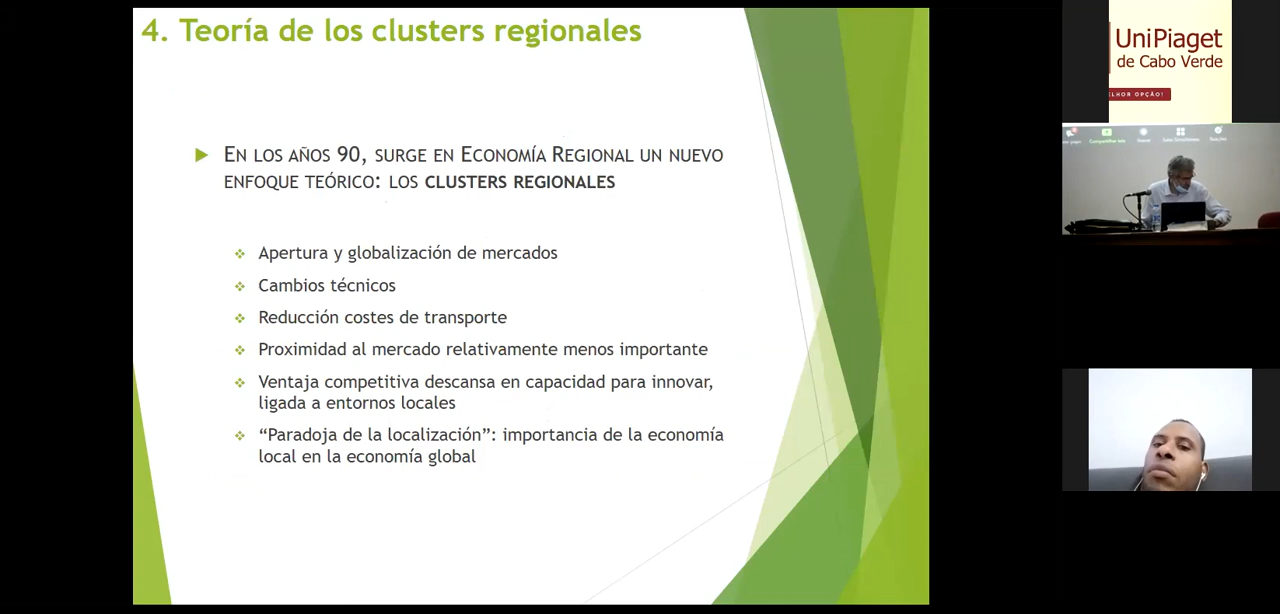 4. Teoría de los clusters regionales
EN LOS AÑOS 90, SURGE EN ECONOMÍA REGIONAL UN NUEVO
ENFOQUE TEÓRICO: LOS CLUSTERS REGIONALES
Apertura y globalización de mercados
Cambios técnicos
Reducción costes de transporte
Proximidad al mercado relativamente menos importante
Ventaja competitiva descansa en capacidad para innovar,
ligada a entornos locales
“Paradoja de la localización”: importancia de la economía
local en la economía global
UniPiaget
de Cabo Verde
ELHOR OPÇÃO!